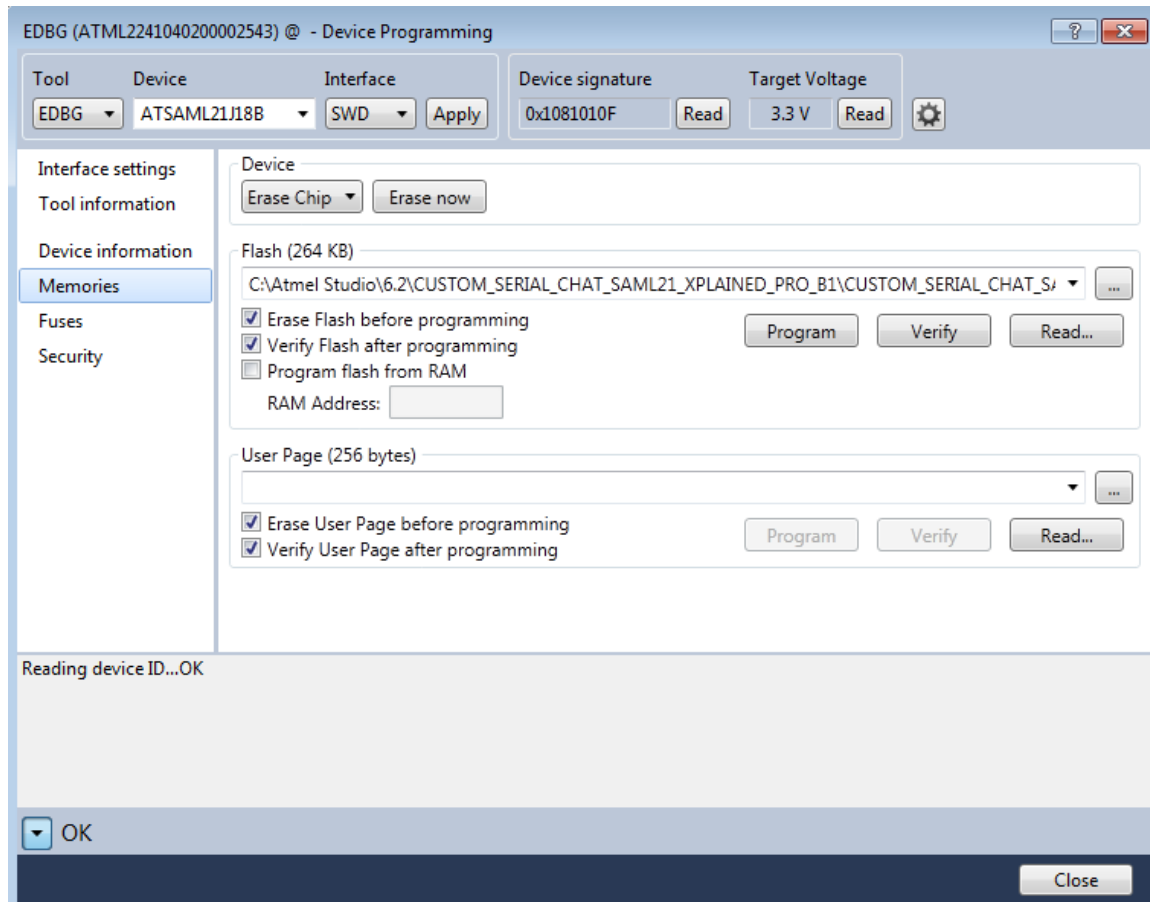 EDBG (ATML2241040200002543) @  - Device Programming
Tool Device Interface Device signature Target Voltage
EDBG ATSAML21J18B SWD Apply 0x1081010F Read 3.3 V Read
Interface settings
Tool information
Device information
Memories
Fuses
Security
Device
Erase Chip Erase now
Flash (264 KB)
C:\Atmel Studio\6.2\CUSTOM_SERIAL_CHAT_SAML21_XPLAINED_PRO_B1\CUSTOM_SERIAL_CHAT_SA ...
Erase Flash before programming
Verify Flash after programming
Program Verify Read...
Program flash from RAM
RAM Address:
User Page (256 bytes)
...
Erase User Page before programming
Verify User Page after programming
Program Verify Read...
Reading device ID...OK
OK
Close